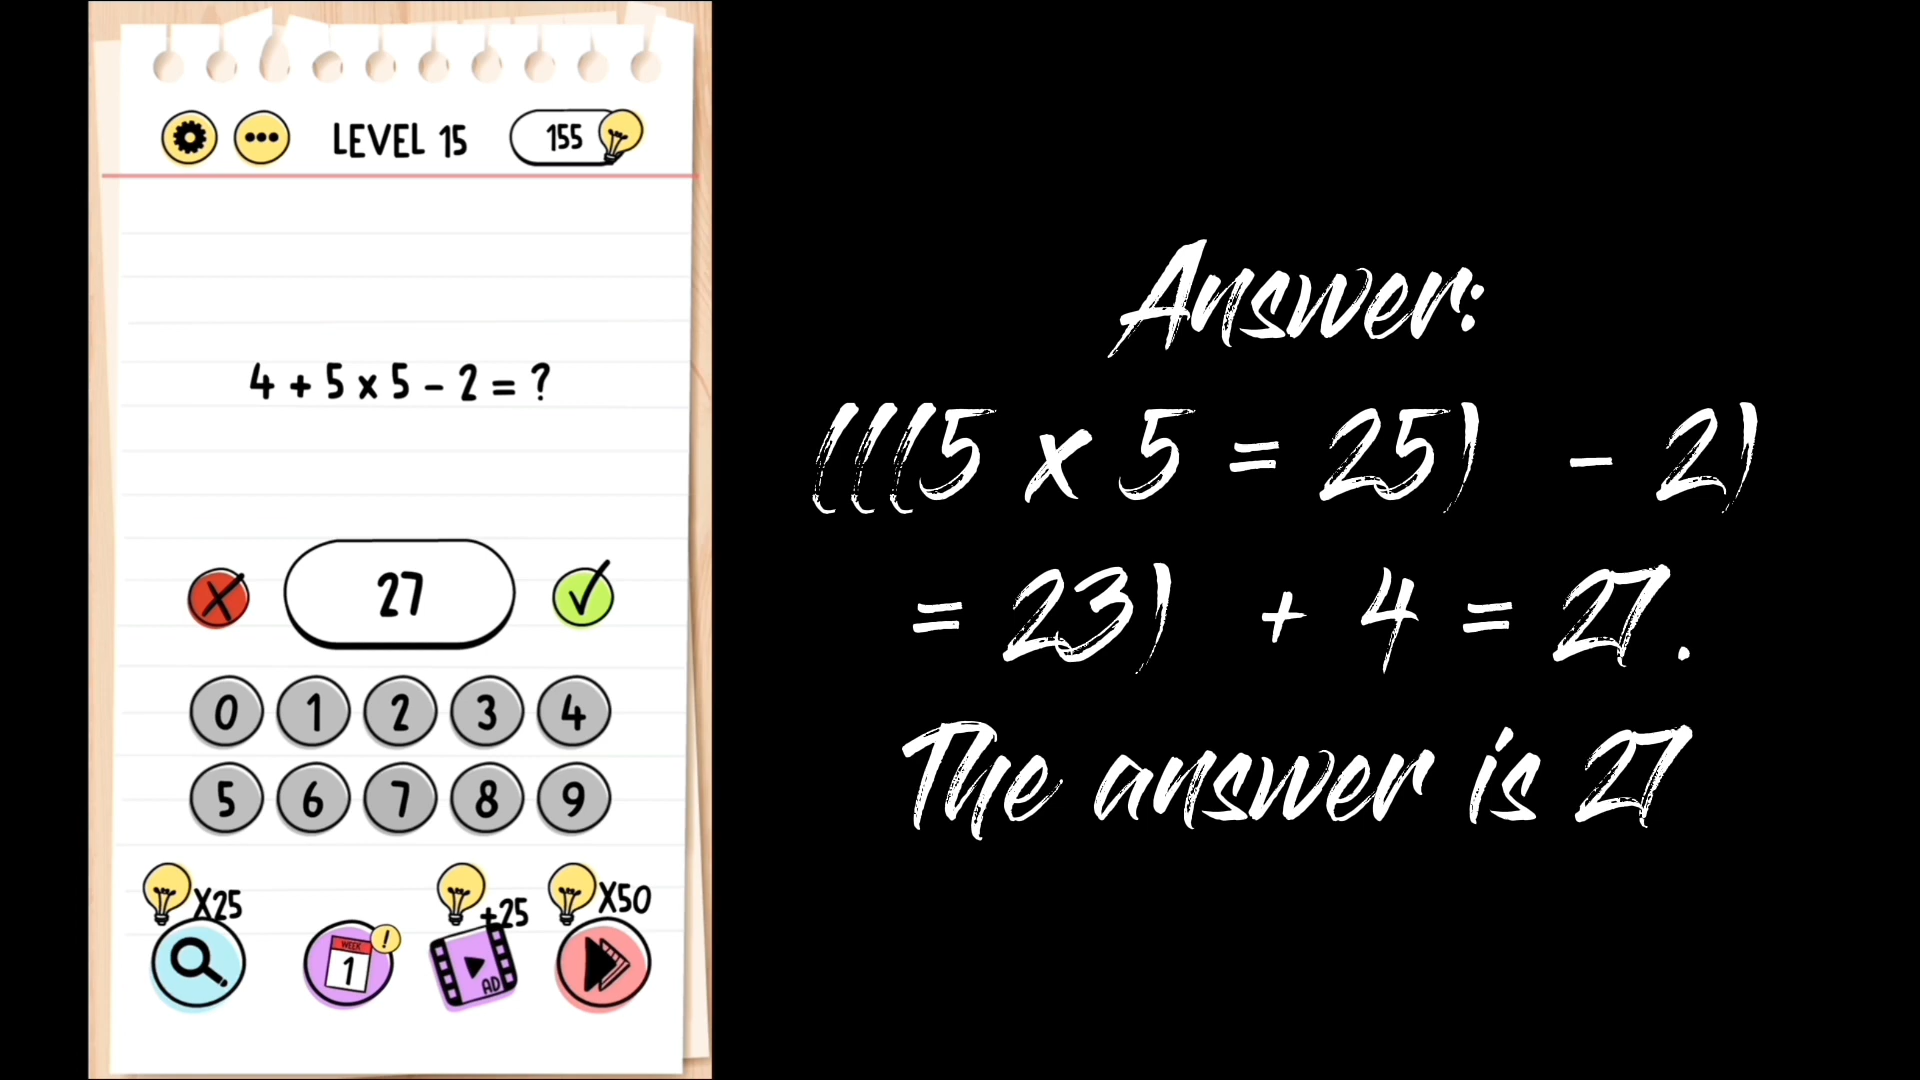 LEVEL 15
155
4 + 5 x 5 - 2 = ?
27
0 1 2 3 4
5 6 7 8 9
X25
+25
X50
WEEK
1
!
AD
Answer:
(((5 x 5 = 25) - 2)
= 23) + 4 = 27.
The answer is 27